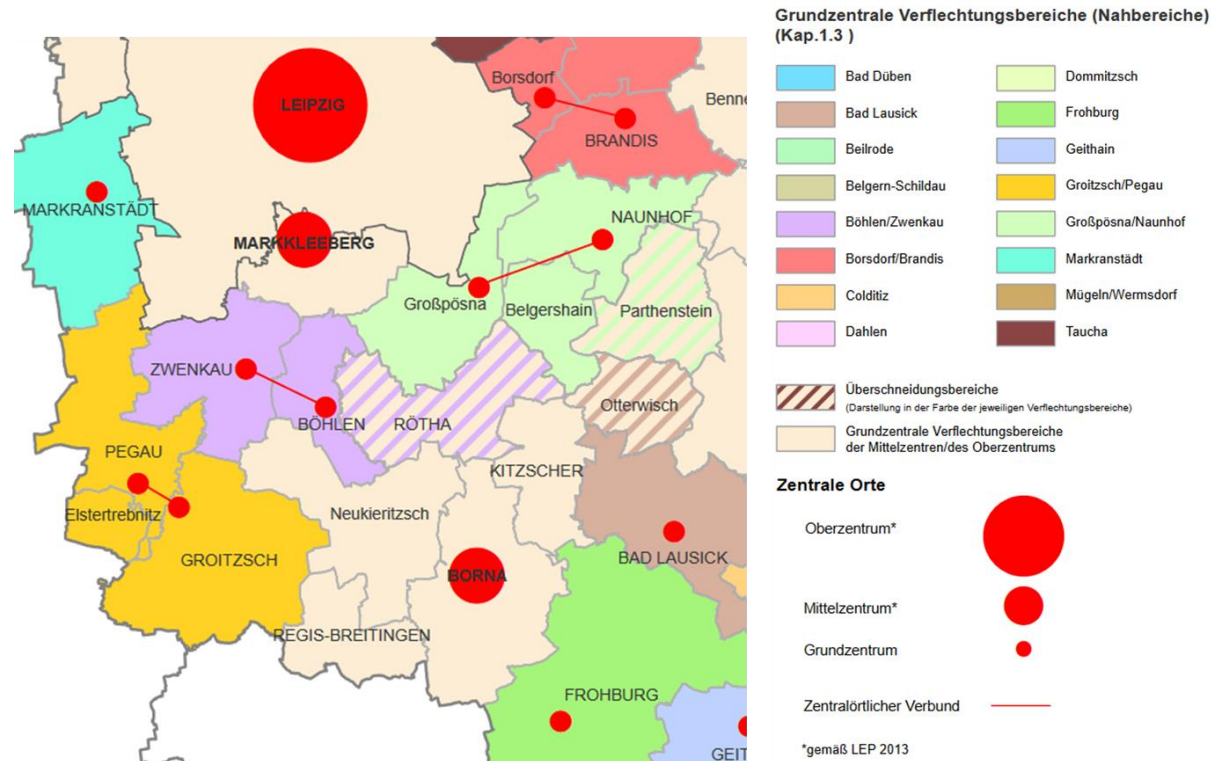 Grundzentrale Verflechtungsbereiche (Nahbereiche)
(Kap.1.3 )
Bad Düben
Dommitzsch
Bad Lausick
Frohburg
Beilrode
Geithain
Belgern-Schildau
Groitzsch/Pegau
Böhlen/Zwenkau
Großpösna/Naunhof
Borsdorf/Brandis
Markranstädt
Colditiz
Mügeln/Wermsdorf
Dahlen
Taucha
Überschneidungsbereiche
(Darstellung in der Farbe der jeweiligen Verflechtungsbereiche)
Grundzentrale Verflechtungsbereiche
der Mittelzentren/des Oberzentrums
Zentrale Orte
Oberzentrum*
Mittelzentrum*
Grundzentrum
Zentralörtlicher Verbund
*gemäß LEP 2013
Borsdorf
LEIPZIG
Benne
BRANDIS
MARKRANSTÄDT
NAUNHOF
MARKKLEEBERG
Großpösna
Belgershain
Parthenstein
ZWENKAU
Otterwisch
BÖHLEN
RÖTHA
PEGAU
KITZSCHER
Elstertrebnitz
Neukieritzsch
GROITZSCH
BAD LAUSICK
BORNA
REGIS-BREITINGEN
FROHBURG
GEIT